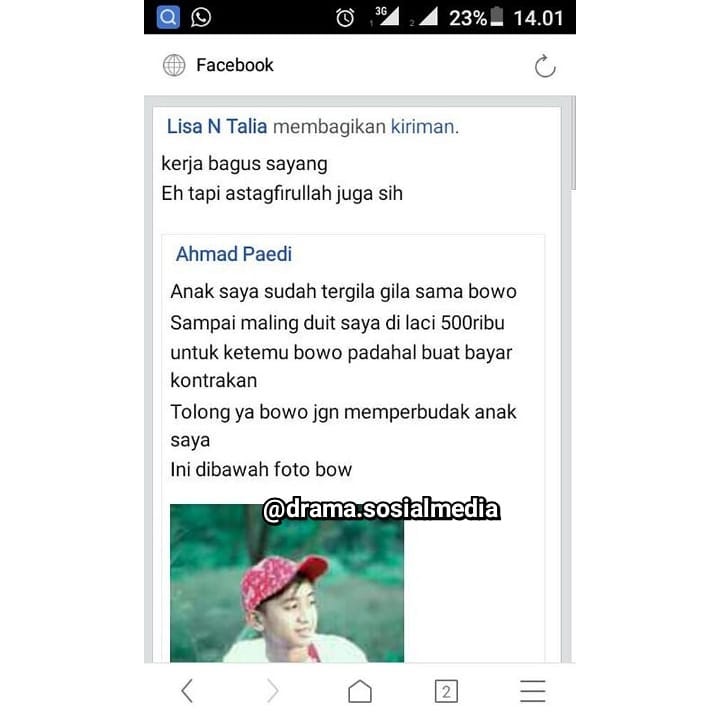 3G
1
2
23%
14.01
Facebook
Lisa N Talia membagikan kiriman.
kerja bagus sayang
Eh tapi astagfirullah juga sih
Ahmad Paedi
Anak saya sudah tergila gila sama bowo
Sampai maling duit saya di laci 500ribu
untuk ketemu bowo padahal buat bayar
kontrakan
Tolong ya bowo jgn memperbudak anak
saya
Ini dibawah foto bow
@drama.sosialmedia
2